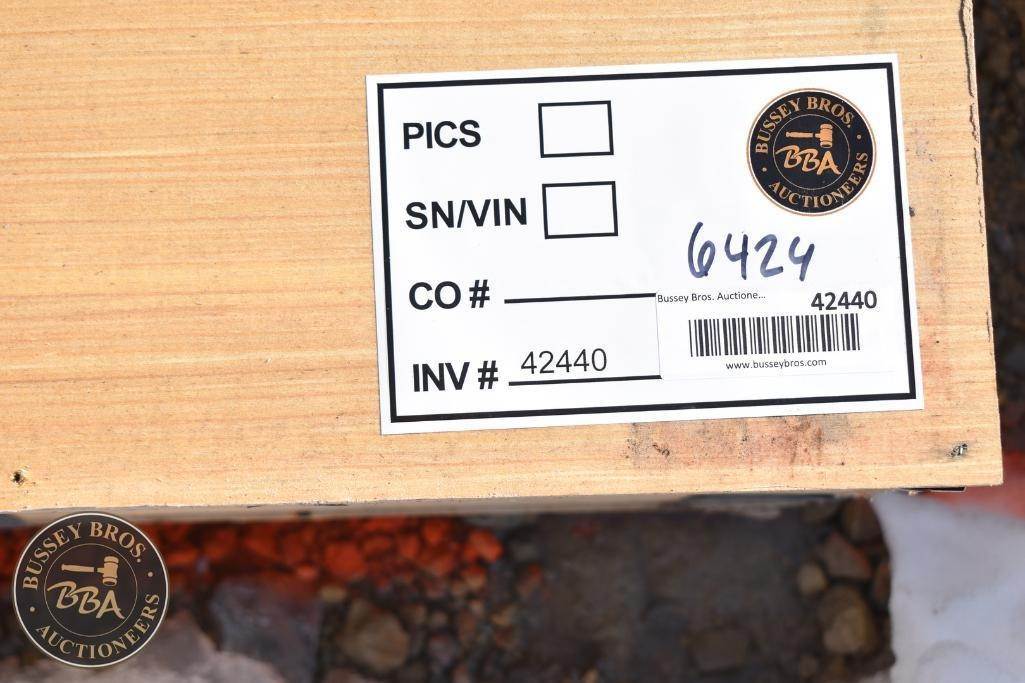 PICS
BUSSEY BROS.
BBA
AUCTIONEERS
SN/VIN
6424
CO #
Bussey Bros. Auctione... 42440
INV # 42440
www.busseybros.com
BUSSEY BROS.
BBA
AUCTIONEERS